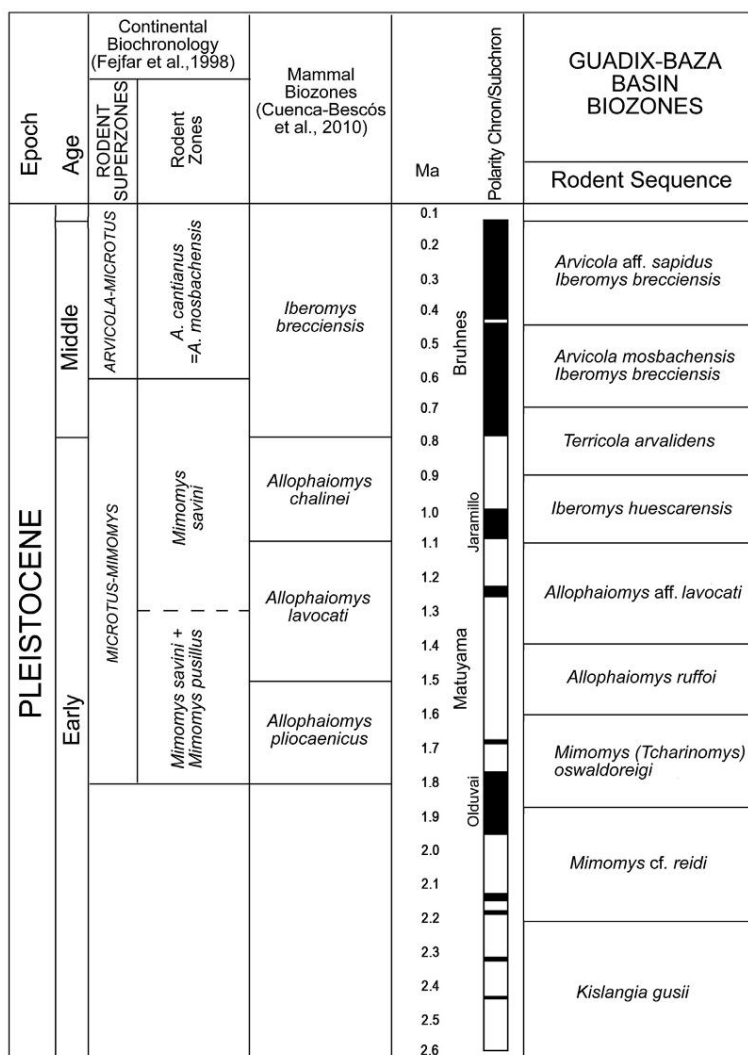 Epoch
Age
Continental
Biochronology
(Fejfar et al.,1998)
RODENT
SUPERZONES
Rodent
Zones
Mammal
Biozones
(Cuenca-Bescós
et al., 2010)
Ma
Polarity Chron/Subchron
GUADIX-BAZA
BASIN
BIOZONES
Rodent Sequence
PLEISTOCENE
Middle
Early
ARVICOLA-MICROTUS
MICROTUS-MIMOMYS
A. cantianus
=A. mosbachensis
Mimomys
savini
Mimomys savini +
Mimomys pusillus
Iberomys
brecciensis
Allophaiomys
chalinei
Allophaiomys
lavocati
Allophaiomys
pliocaenicus
0.1
0.2
0.3
0.4
0.5
0.6
0.7
0.8
0.9
1.0
1.1
1.2
1.3
1.4
1.5
1.6
1.7
1.8
1.9
2.0
2.1
2.2
2.3
2.4
2.5
2.6
Bruhnes
Jaramillo
Matuyama
Olduvai
Arvicola aff. sapidus
Iberomys brecciensis
Arvicola mosbachensis
Iberomys brecciensis
Terricola arvalidens
Iberomys huescarensis
Allophaiomys aff. lavocati
Allophaiomys ruffoi
Mimomys (Tcharinomys)
oswaldoreigi
Mimomys cf. reidi
Kislangia gusii